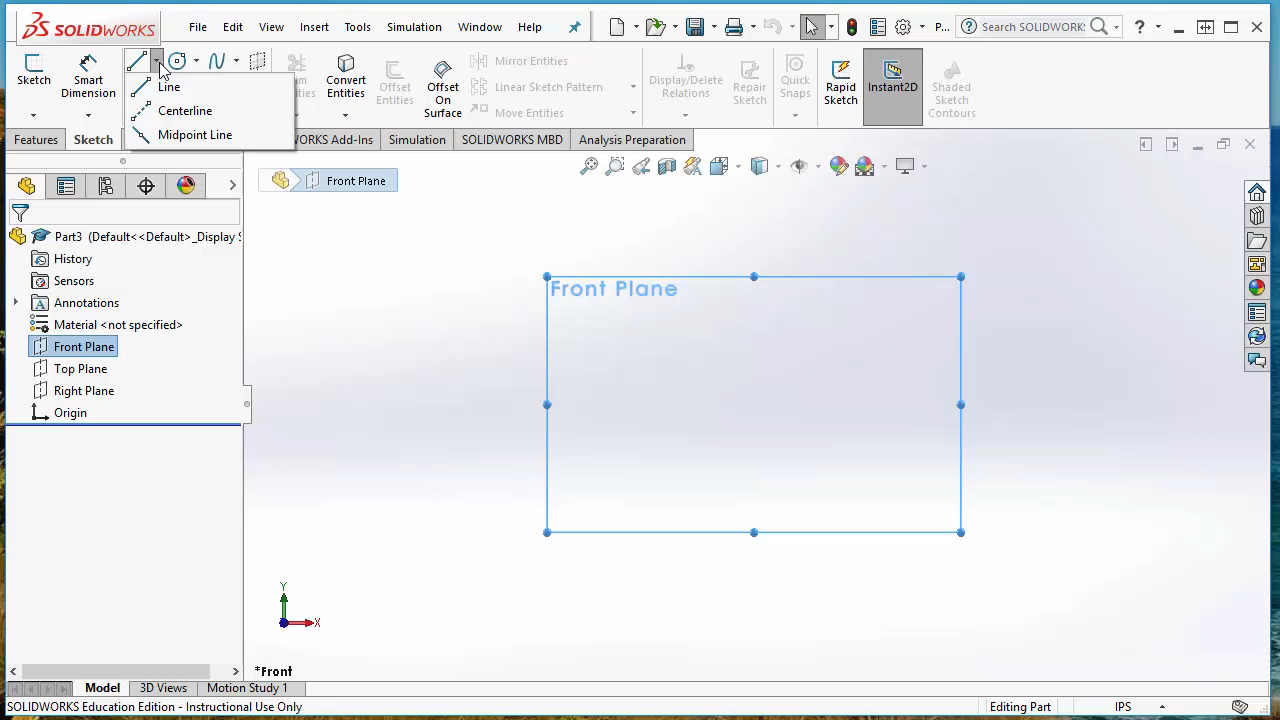 SOLIDWORKS
File
Edit
View
Insert
Tools
Simulation
Window
Help
P...
Search SOLIDWORKS
?
Sketch
Smart
Dimension
Convert
Entities
Offset
Entities
Offset
On
Surface
Mirror Entities
Linear Sketch Pattern
Move Entities
Display/Delete
Relations
Repair
Sketch
Quick
Snaps
Rapid
Sketch
Instant2D
Shaded
Sketch
Contours
Line
Centerline
Midpoint Line
Features
Sketch
WORKS Add-Ins
Simulation
SOLIDWORKS MBD
Analysis Preparation
Front Plane
Part3 (Default<<Default>_Display
History
Sensors
Annotations
Material <not specified>
Front Plane
Top Plane
Right Plane
Origin
Front Plane
Y
X
*Front
Model
3D Views
Motion Study 1
SOLIDWORKS Education Edition - Instructional Use Only
Editing Part
IPS